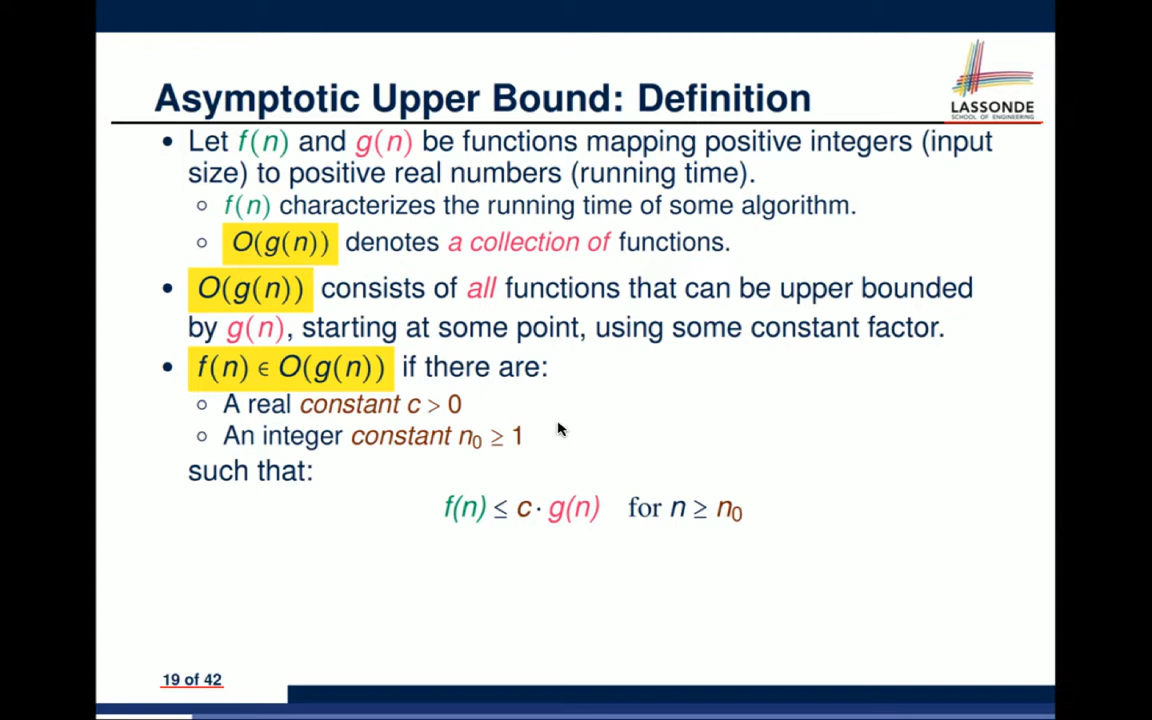 LASSONDE
SCHOOL OF ENGINEERING
Asymptotic Upper Bound: Definition
• Let f(n) and g(n) be functions mapping positive integers (input
size) to positive real numbers (running time).
○ f(n) characterizes the running time of some algorithm.
○ O(g(n)) denotes a collection of functions.
• O(g(n)) consists of all functions that can be upper bounded
by g(n), starting at some point, using some constant factor.
• f(n) ∈ O(g(n)) if there are:
○ A real constant c > 0
○ An integer constant n₀ ≥ 1
such that:
f(n) ≤ c · g(n) for n ≥ n₀
19 of 42